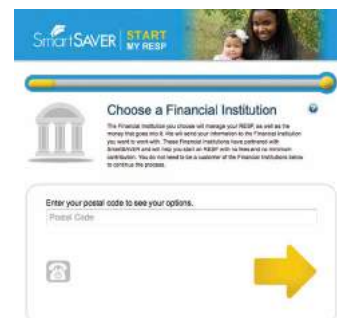 SmartSAVER START
MY RESP
Choose a Financial Institution
The Financial Institution you choose will manage your RESP, as well as the
money that goes into it. We will send your information to the Financial Institution
you want to work with. These Financial Institutions have partnered with
SmartSAVER and will help you start an RESP with no fees and no minimum
contribution. You do not need to be a customer of the Financial Institutions below
to continue the process.
Enter your postal code to see your options.
Postal Code